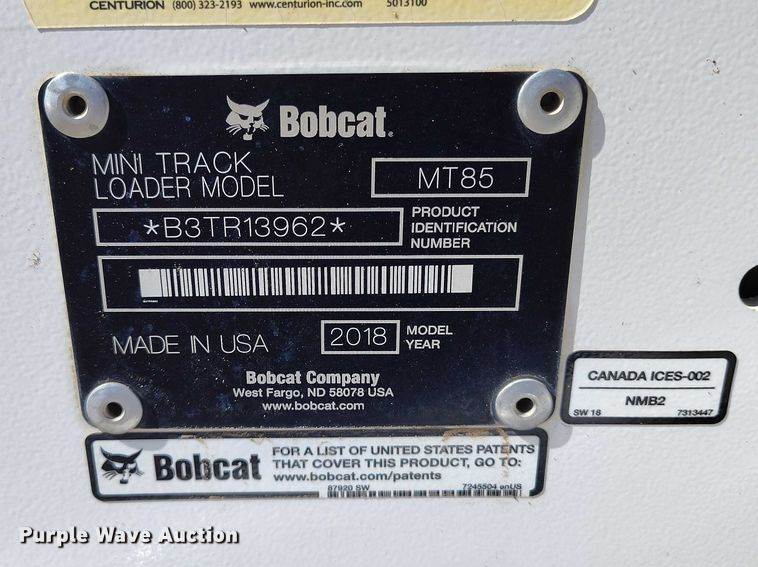 CENTURION (800) 323-2193 www.centurion-inc.com 5013100
Bobcat.
MINI TRACK
LOADER MODEL
MT85
*B3TR13962*
PRODUCT
IDENTIFICATION
NUMBER
MADE IN USA
2018
MODEL
YEAR
Bobcat Company
West Fargo, ND 58078 USA
www.bobcat.com
CANADA ICES-002
NMB2
SW 18 7313447
Bobcat
FOR A LIST OF UNITED STATES PATENTS
THAT COVER THIS PRODUCT, GO TO:
www.bobcat.com/patents
87920 SW 7245504 enUS
Purple Wave Auction